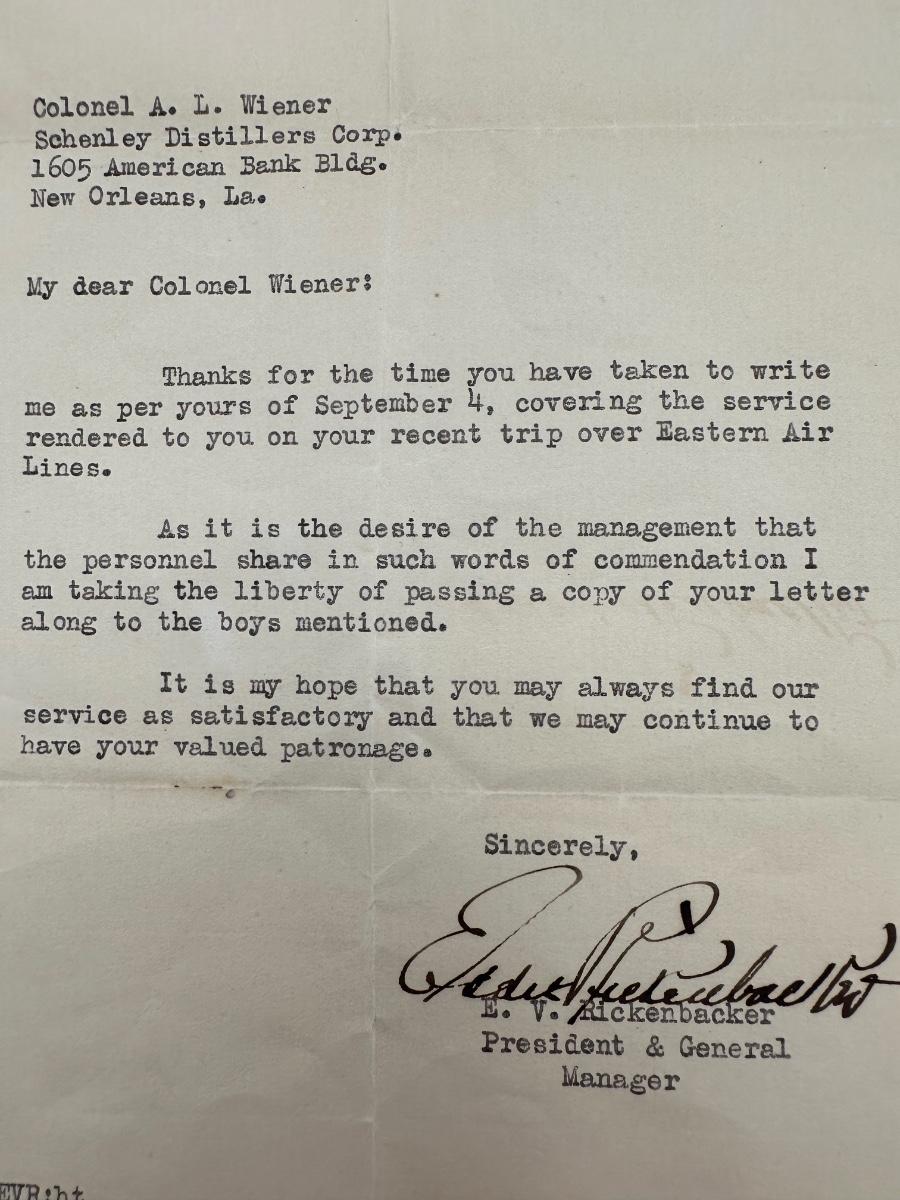 Colonel A. L. Wiener
Schenley Distillers Corp.
1605 American Bank Bldg.
New Orleans, La.
My dear Colonel Wiener:
Thanks for the time you have taken to write
me as per yours of September 4, covering the service
rendered to you on your recent trip over Eastern Air
Lines.
As it is the desire of the management that
the personnel share in such words of commendation I
am taking the liberty of passing a copy of your letter
along to the boys mentioned.
It is my hope that you may always find our
service as satisfactory and that we may continue to
have your valued patronage.
Sincerely,
Eddie Rickenbacker
E. V. Rickenbacker
President & General
Manager
EVR:ht